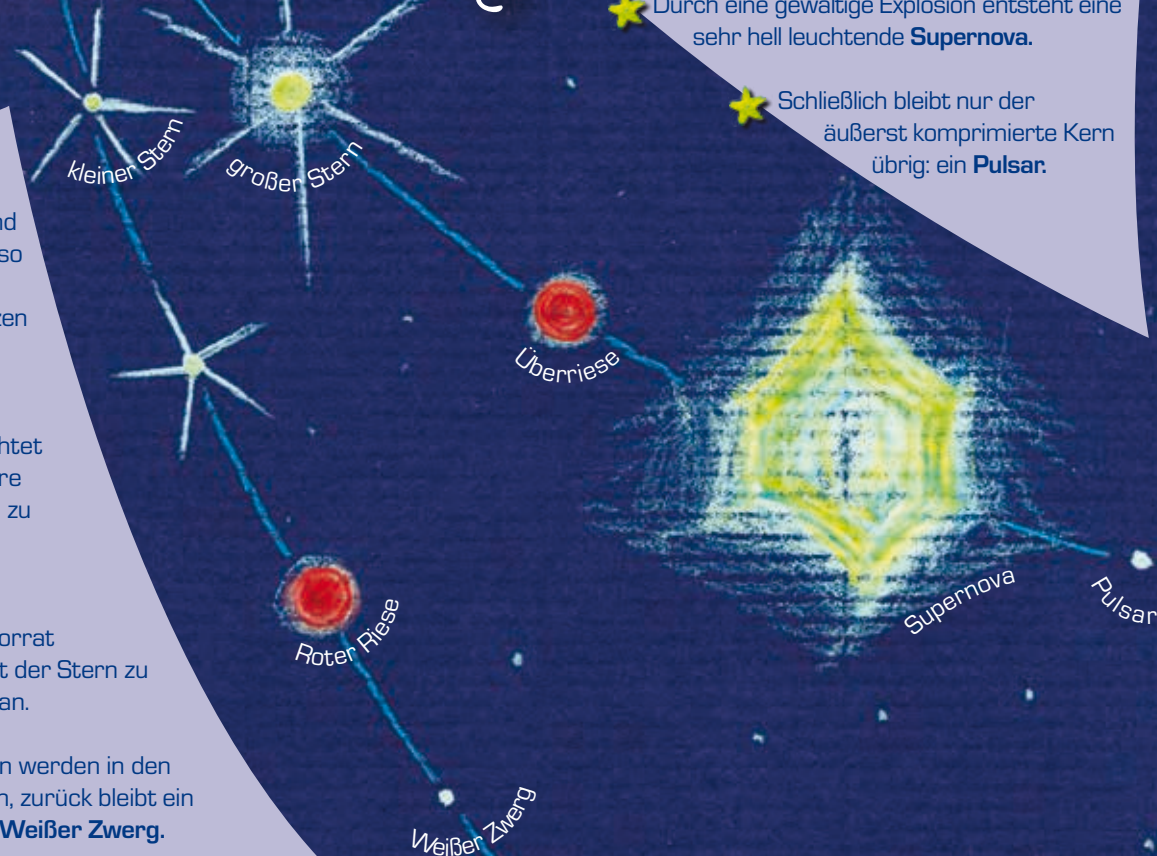 Durch eine gewaltige Explosion entsteht eine
sehr hell leuchtende Supernova.
Schließlich bleibt nur der
äußerst komprimierte Kern
übrig: ein Pulsar.
kleiner Stern
großer Stern
so
Überriese
zu
Roter Riese
Supernova
Pulsar
t der Stern zu
an.
n werden in den
n, zurück bleibt ein
Weißer Zwerg.
Weißer Zwerg